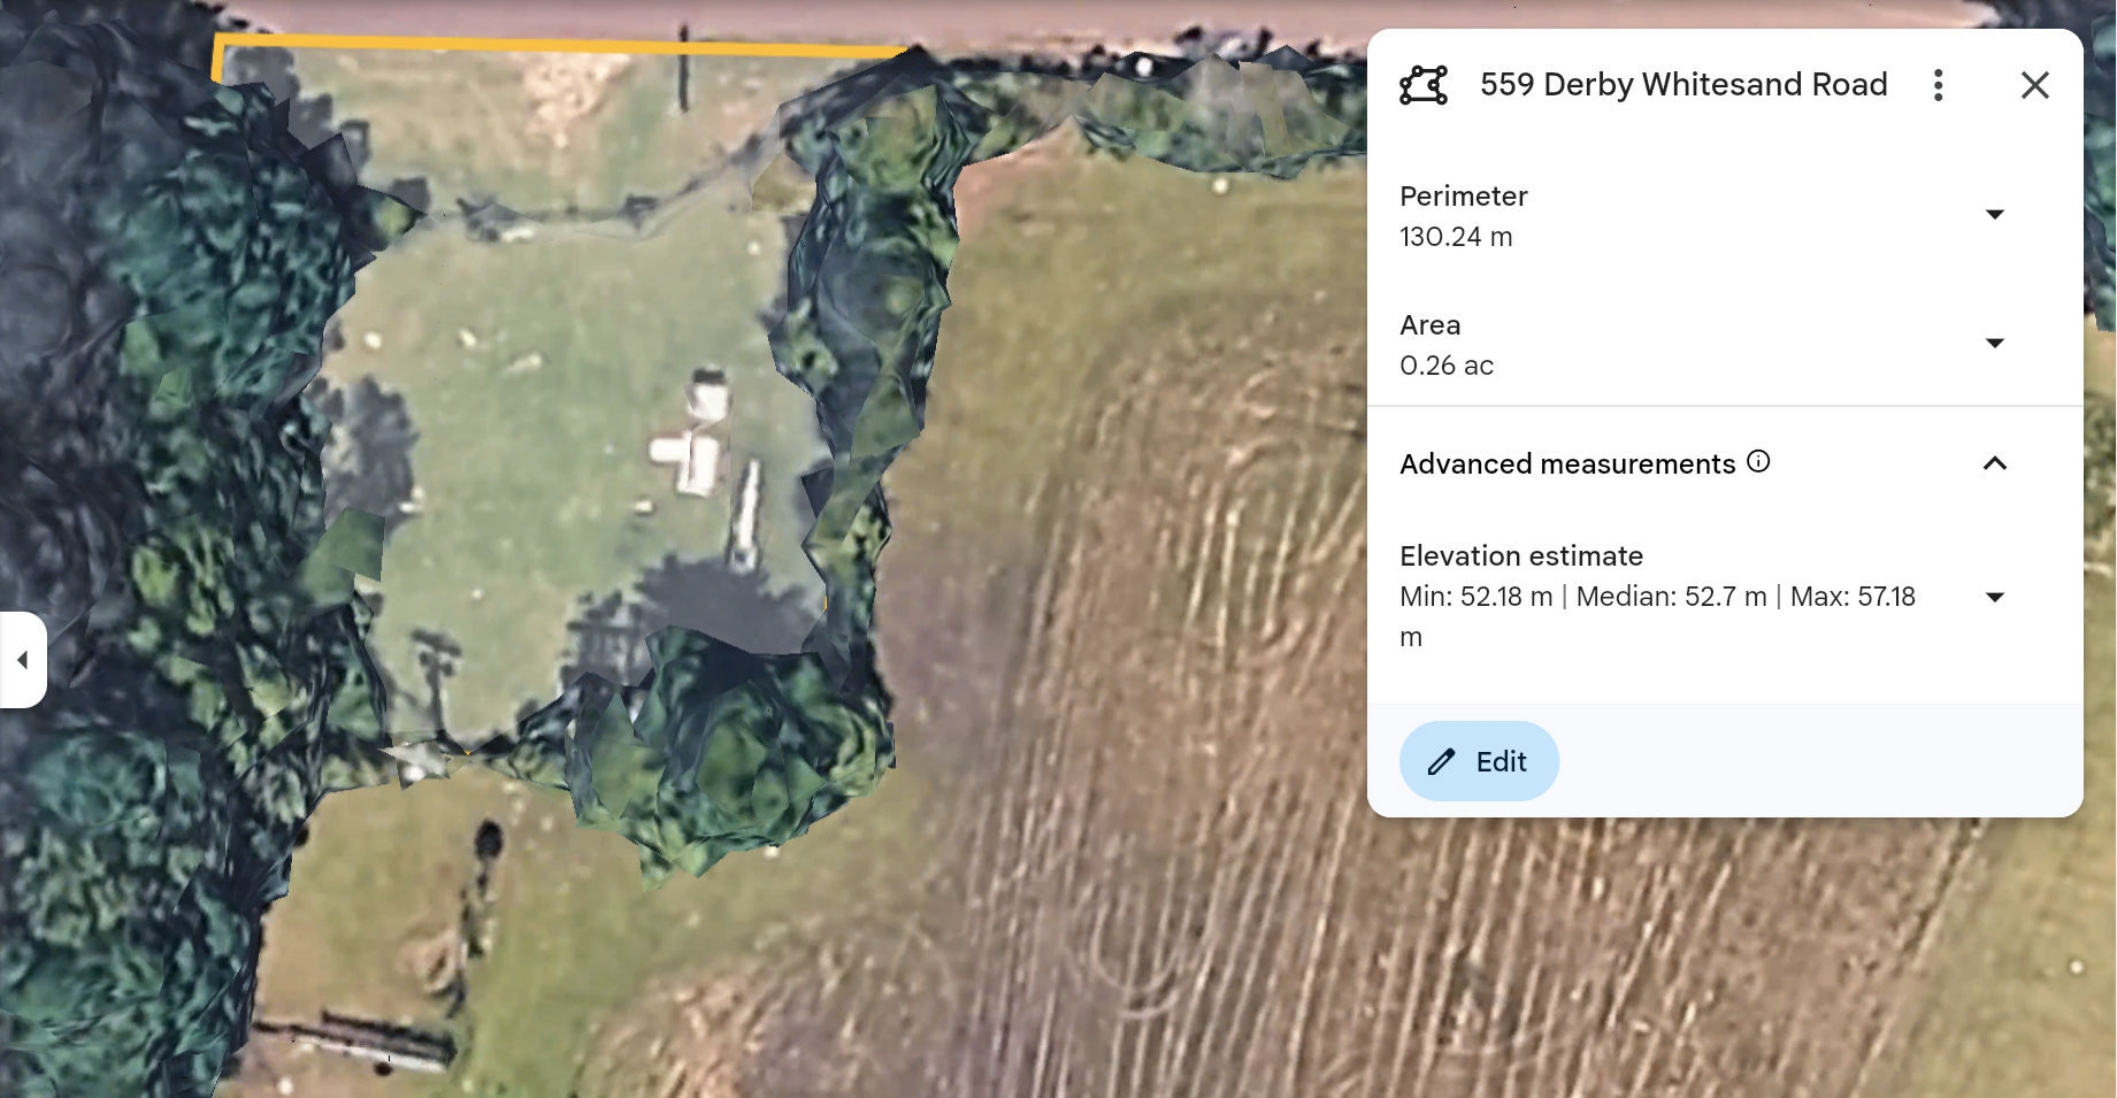 559 Derby Whitesand Road
Perimeter
130.24 m
Area
0.26 ac
Advanced measurements
Elevation estimate
Min: 52.18 m | Median: 52.7 m | Max: 57.18
m
Edit